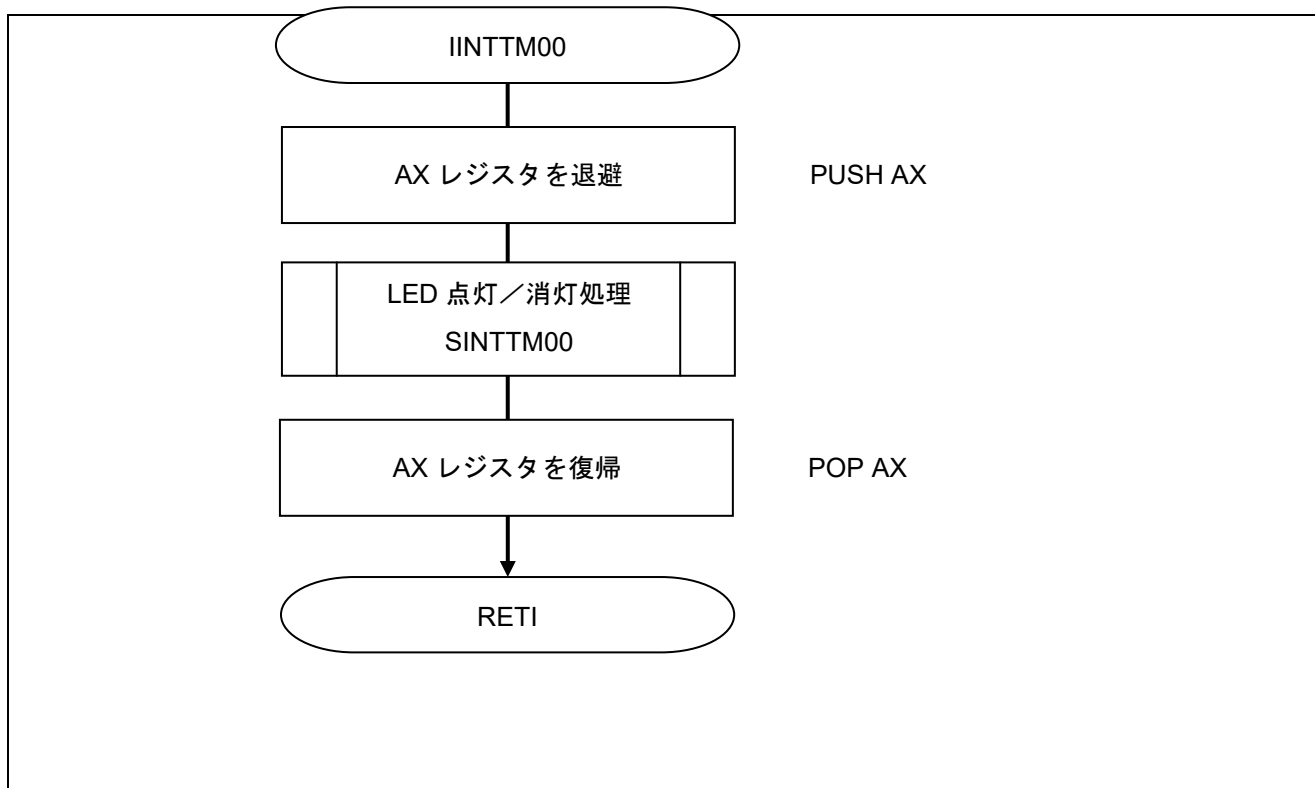 IINTTM00
AX レジスタを退避
PUSH AX
LED 点灯／消灯処理
SINTTM00
AX レジスタを復帰
POP AX
RETI